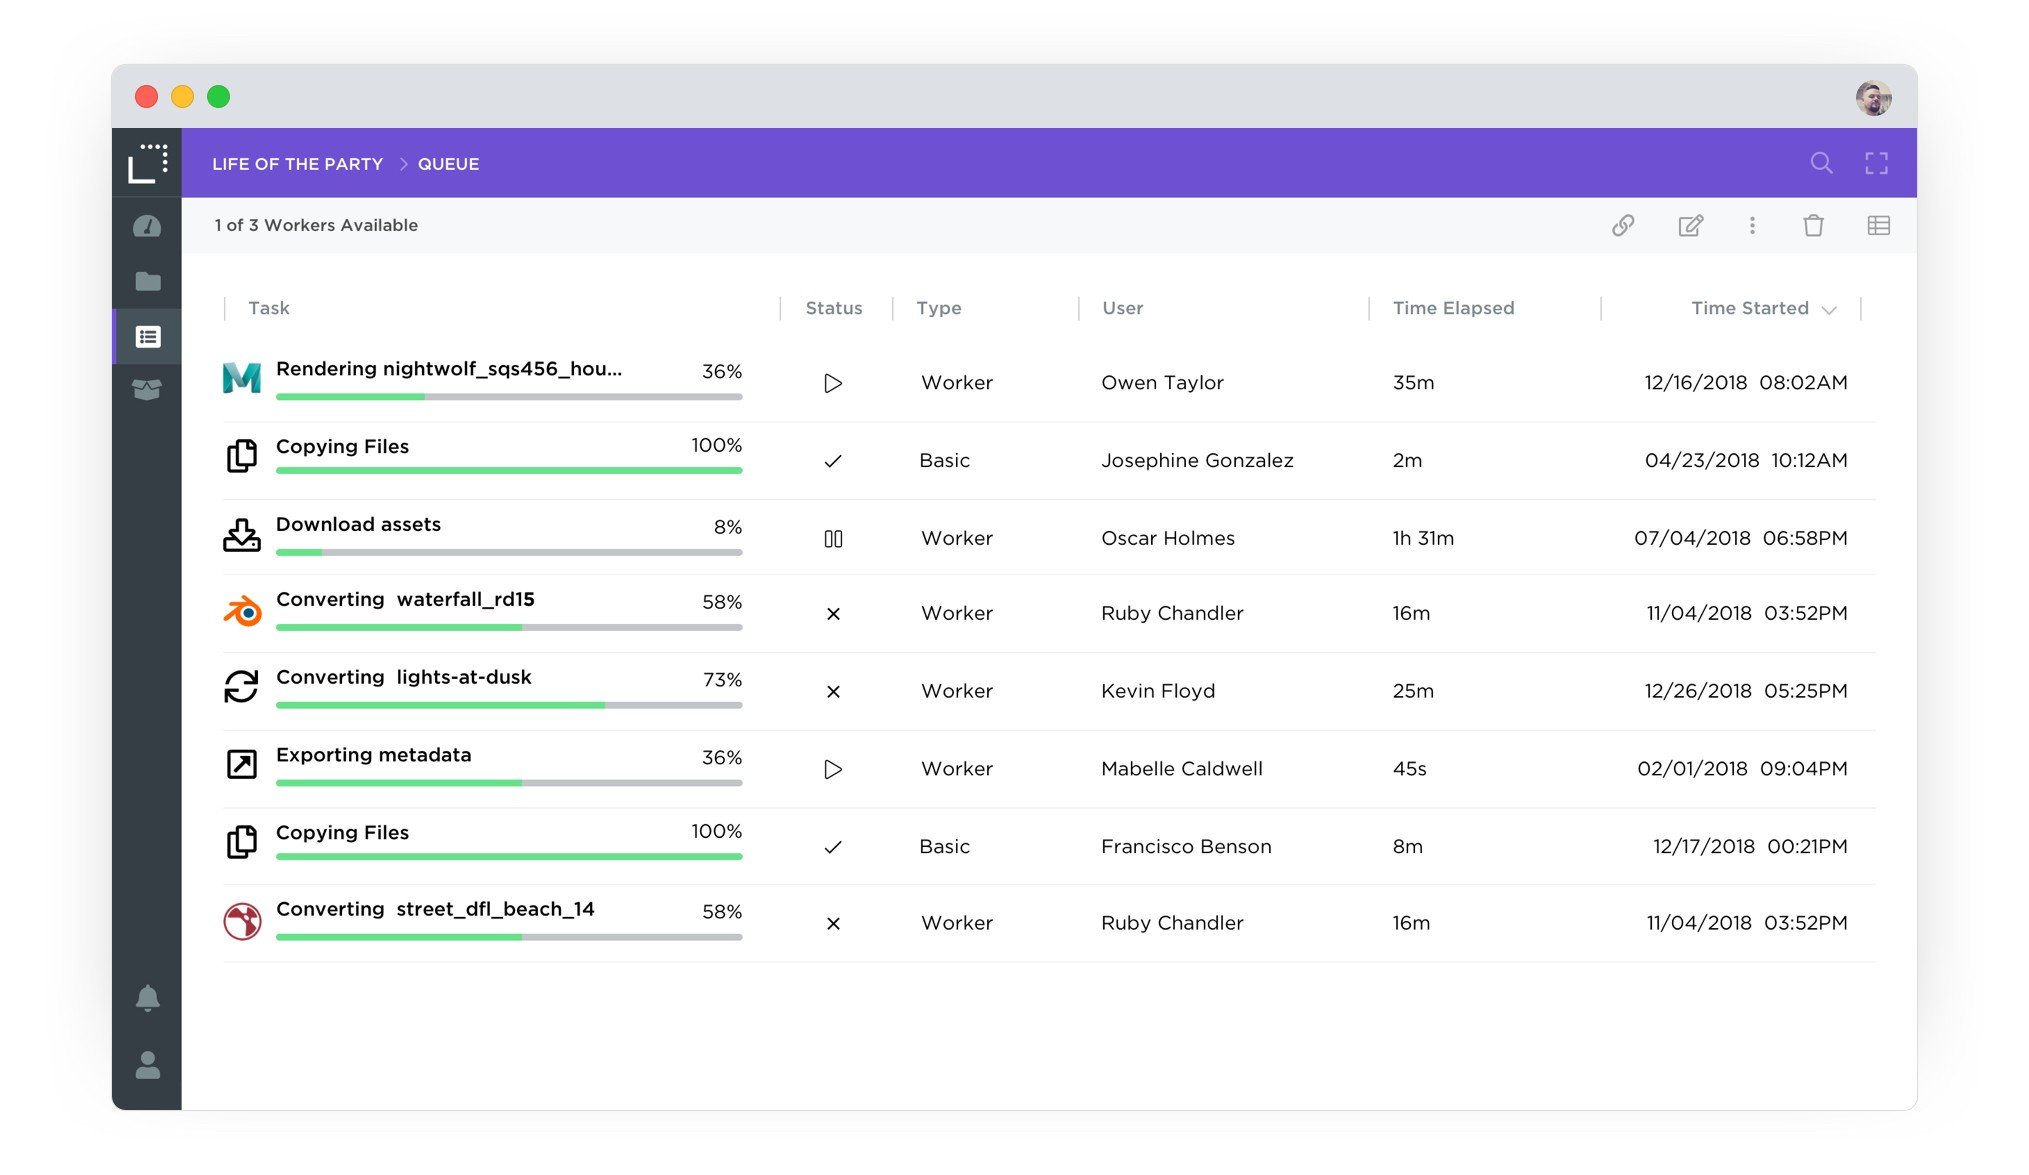 LIFE OF THE PARTY > QUEUE
1 of 3 Workers Available
Task Status Type User Time Elapsed Time Started
Rendering nightwolf_sqs456_hou... 36% Worker Owen Taylor 35m 12/16/2018 08:02AM
Copying Files 100% Basic Josephine Gonzalez 2m 04/23/2018 10:12AM
Download assets 8% Worker Oscar Holmes 1h 31m 07/04/2018 06:58PM
Converting waterfall_rd15 58% Worker Ruby Chandler 16m 11/04/2018 03:52PM
Converting lights-at-dusk 73% Worker Kevin Floyd 25m 12/26/2018 05:25PM
Exporting metadata 36% Worker Mabelle Caldwell 45s 02/01/2018 09:04PM
Copying Files 100% Basic Francisco Benson 8m 12/17/2018 00:21PM
Converting street_dfl_beach_14 58% Worker Ruby Chandler 16m 11/04/2018 03:52PM